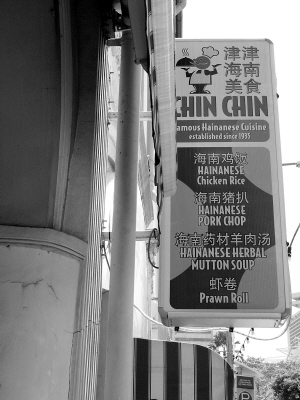 津津
海南
美食
CHIN CHIN
amous Hainanese Cuisine
established since 1935
海南鸡饭
HAINANESE
Chicken Rice
海南猪扒
HAINANESE
PORK CHOP
海南药材羊肉汤
HAINANESE HERBAL
MUTTON SOUP
虾卷
Prawn Roll
P